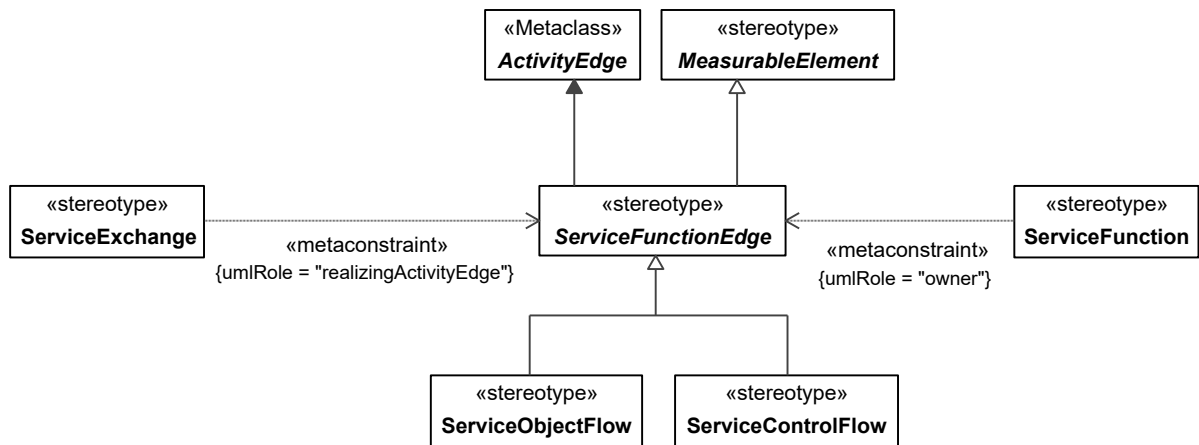 «Metaclass»
ActivityEdge
«stereotype»
MeasurableElement
«stereotype»
ServiceExchange
«metaconstraint»
{umlRole = "realizingActivityEdge"}
«stereotype»
ServiceFunctionEdge
«metaconstraint»
{umlRole = "owner"}
«stereotype»
ServiceFunction
«stereotype»
ServiceObjectFlow
«stereotype»
ServiceControlFlow